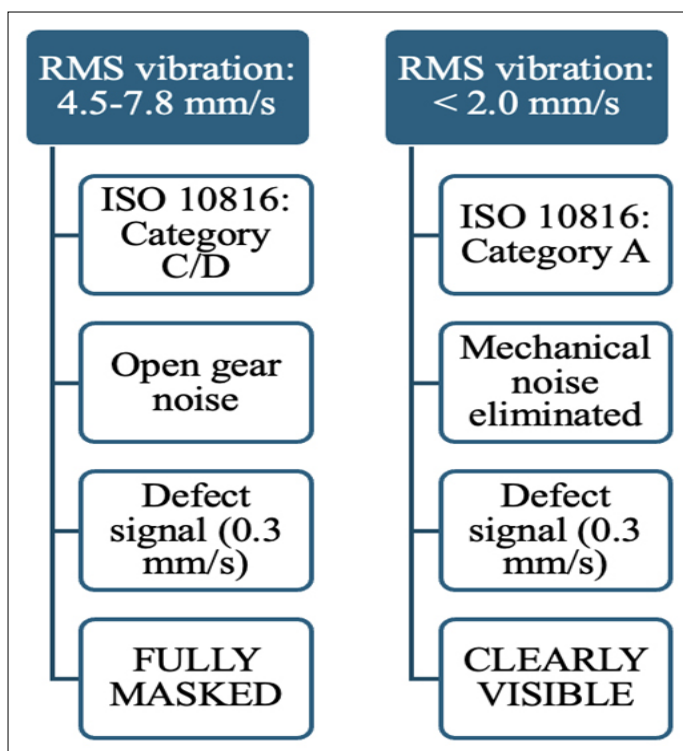 RMS vibration:
4.5-7.8 mm/s
ISO 10816:
Category
C/D
Open gear
noise
Defect
signal (0.3
mm/s)
FULLY
MASKED
RMS vibration:
< 2.0 mm/s
ISO 10816:
Category A
Mechanical
noise
eliminated
Defect
signal (0.3
mm/s)
CLEARLY
VISIBLE